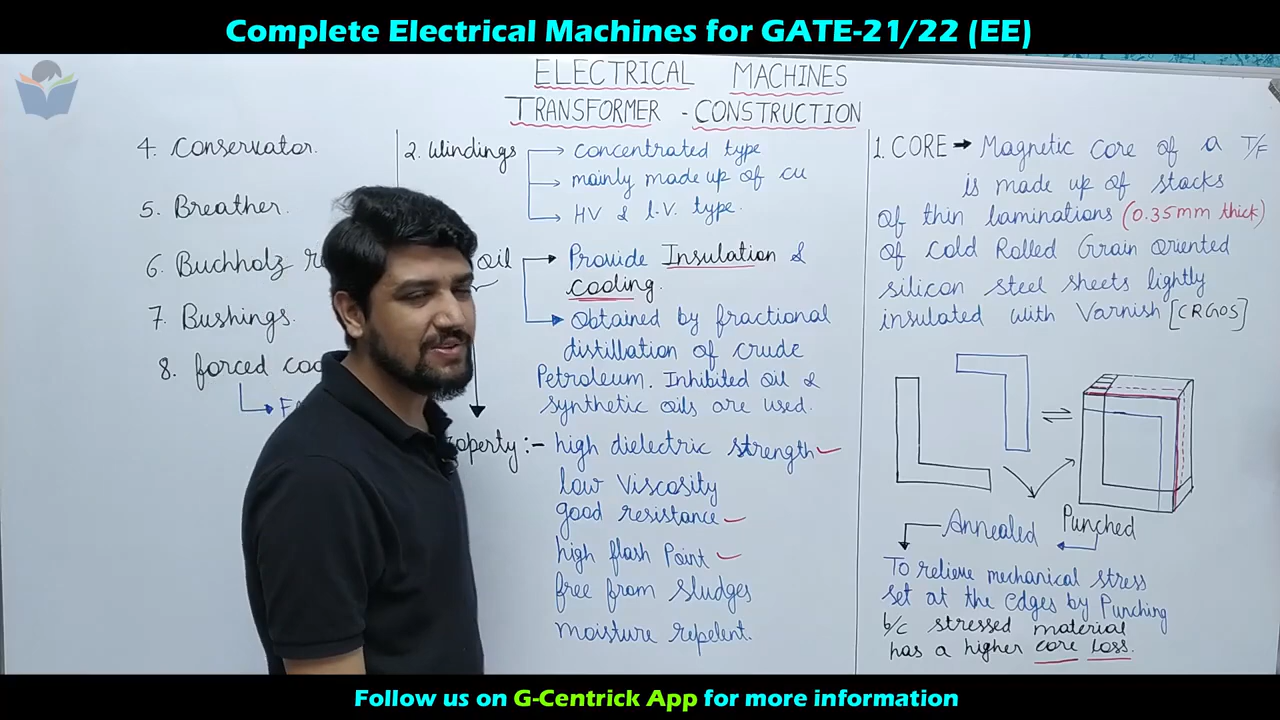 Complete Electrical Machines for GATE-21/22 (EE)
ELECTRICAL MACHINES
TRANSFORMER - CONSTRUCTION
4. Conservator.
5. Breather.
6. Buchholz
7. Bushings.
8. forced
2. Windings
concentrated type
mainly made up of cu
HV & L.V. type.
oil
Provide Insulation &
cooling.
Obtained by fractional
distillation of crude
Petroleum. Inhibited oil &
synthetic oils are used.
:- high dielectric strength
low Viscosity
good resistance
high flash Point
free from sludges
moisture repelent.
1. CORE → Magnetic core of a T/F
is made up of stacks
of thin laminations (0.35mm thick)
of cold Rolled Grain oriented
silicon steel sheets lightly
insulated with Varnish [CRGOS]
Annealed Punched
To relieve mechanical stress
set at the edges by Punching
b/c stressed material
has a higher core loss.
Follow us on G-Centrick App for more information